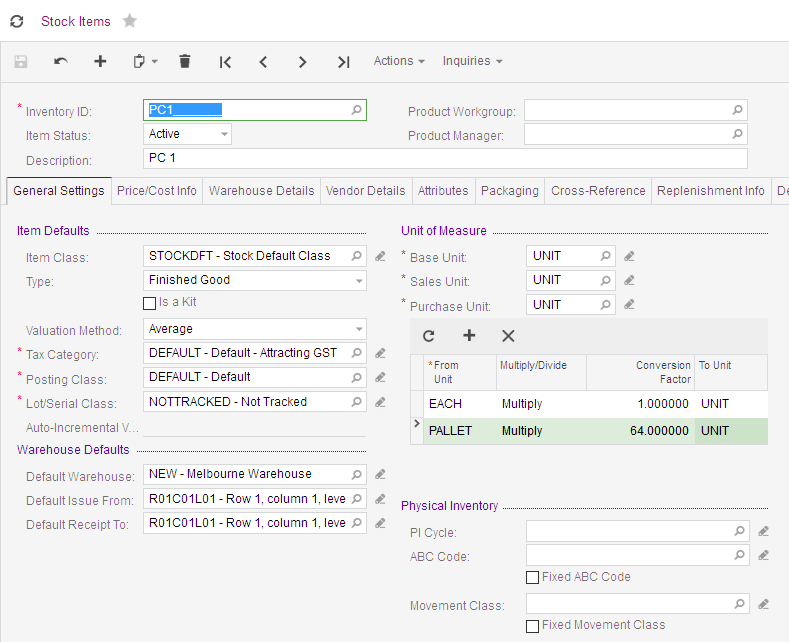 Stock Items
Actions Inquiries
* Inventory ID: PC1_______ Product Workgroup:
Item Status: Active Product Manager:
Description: PC 1
General Settings Price/Cost Info Warehouse Details Vendor Details Attributes Packaging Cross-Reference Replenishment Info De
Item Defaults
Item Class: STOCKDFT - Stock Default Class
Type: Finished Good
Is a Kit
Valuation Method: Average
* Tax Category: DEFAULT - Default - Attracting GST
* Posting Class: DEFAULT - Default
* Lot/Serial Class: NOTTRACKED - Not Tracked
Auto-Incremental V...
Warehouse Defaults
Default Warehouse: NEW - Melbourne Warehouse
Default Issue From: R01C01L01 - Row 1, column 1, leve
Default Receipt To: R01C01L01 - Row 1, column 1, leve
Unit of Measure
* Base Unit: UNIT
* Sales Unit: UNIT
* Purchase Unit: UNIT
* From Unit Multiply/Divide Conversion Factor To Unit
EACH Multiply 1.000000 UNIT
PALLET Multiply 64.000000 UNIT
Physical Inventory
PI Cycle:
ABC Code:
Fixed ABC Code
Movement Class:
Fixed Movement Class